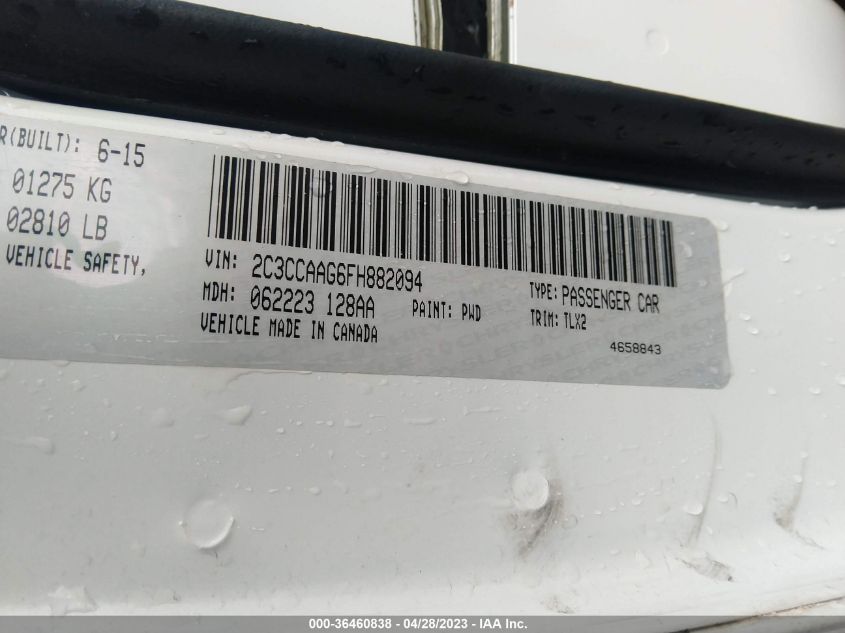 R(BUILT): 6-15
01275 KG
02810 LB
VEHICLE SAFETY,
VIN: 2C3CCAAG6FH882094
TYPE: PASSENGER CAR
MDH: 062223 128AA
PAINT: PWD
TRIM: TLX2
VEHICLE MADE IN CANADA
4658843
000-36460838 - 04/28/2023 - IAA Inc.